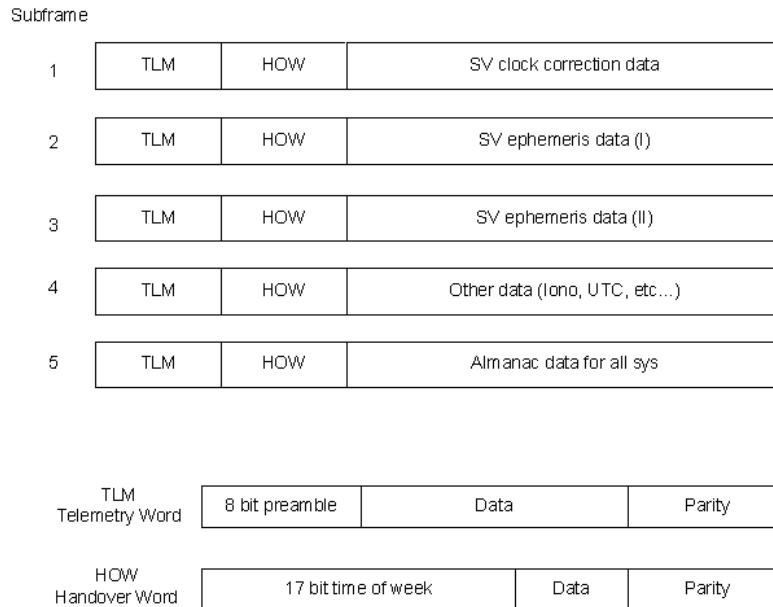 Subframe
1 TLM HOW SV clock correction data
2 TLM HOW SV ephemeris data (I)
3 TLM HOW SV ephemeris data (II)
4 TLM HOW Other data (Iono, UTC, etc...)
5 TLM HOW Almanac data for all sys
TLM
Telemetry Word
8 bit preamble Data Parity
HOW
Handover Word
17 bit time of week Data Parity